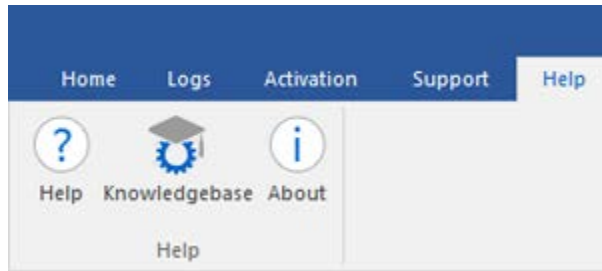 Home Logs Activation Support Help
? i
Help Knowledgebase About
Help